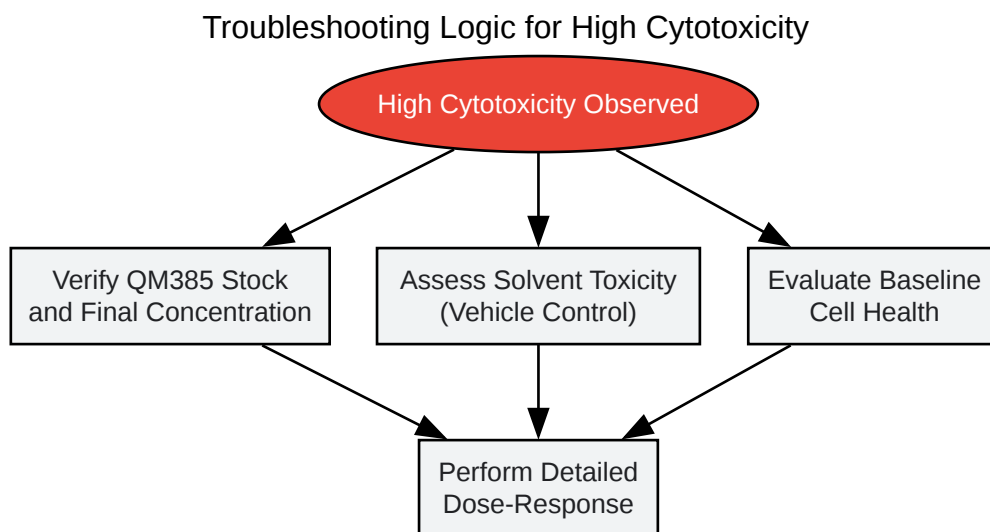 Troubleshooting Logic for High Cytotoxicity
High Cytotoxicity Observed
Verify QM385 Stock
and Final Concentration
Assess Solvent Toxicity
(Vehicle Control)
Evaluate Baseline
Cell Health
Perform Detailed
Dose-Response